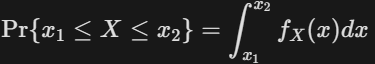 Pr{x₁ ≤ X ≤ x₂} = ∫_{x₁}^{x₂} f_X(x)dx